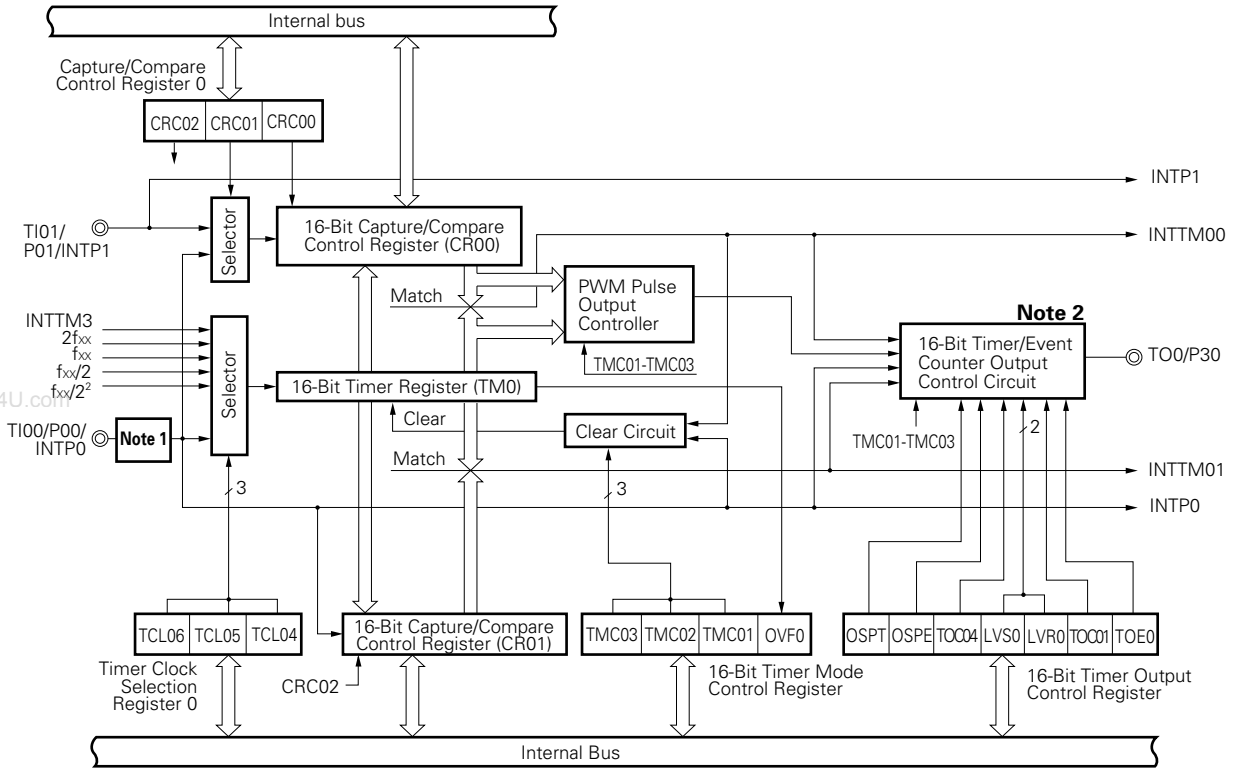 Internal bus
Capture/Compare
Control Register 0
CRC02 CRC01 CRC00
INTP1
TI01/
P01/INTP1
Selector
16-Bit Capture/Compare
Control Register (CR00)
INTTM00
Match
PWM Pulse
Output
Controller
TMC01-TMC03
Note 2
16-Bit Timer/Event
Counter Output
Control Circuit
TO0/P30
INTTM3
2fxx
fxx
fxx/2
fxx/2²
Selector
16-Bit Timer Register (TM0)
4U.com
TI00/P00/
INTP0
Note 1
Clear
Clear Circuit
TMC01-TMC03
2
Match
INTTM01
3
3
INTP0
TCL06 TCL05 TCL04
Timer Clock
Selection
Register 0
16-Bit Capture/Compare
Control Register (CR01)
CRC02
TMC03 TMC02 TMC01 OVF0
16-Bit Timer Mode
Control Register
OSPT OSPE TOC04 LVS0 LVR0 TOC01 TOE0
16-Bit Timer Output
Control Register
Internal Bus